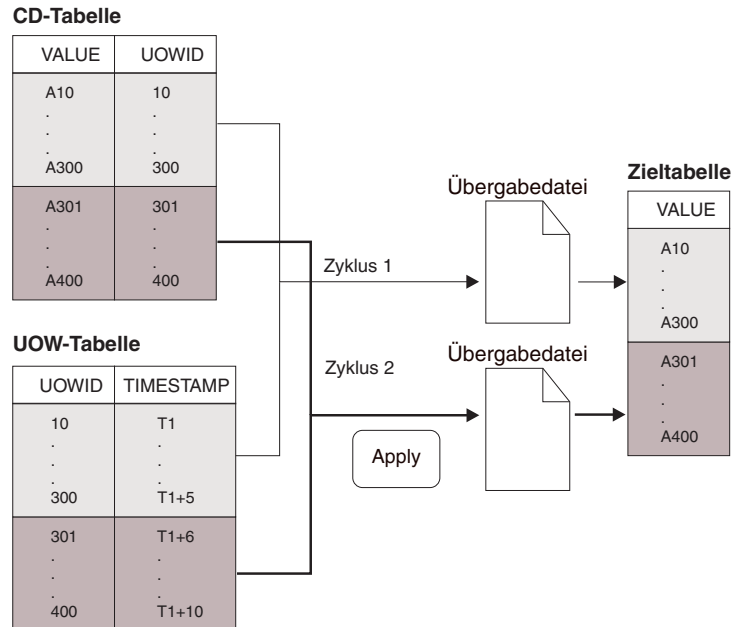 CD-Tabelle
VALUE UOWID
A10 10
. .
. .
. .
A300 300
A301 301
. .
. .
. .
A400 400
UOW-Tabelle
UOWID TIMESTAMP
10 T1
. .
. .
. .
300 T1+5
301 T1+6
. .
. .
. .
400 T1+10
Zyklus 1
Zyklus 2
Apply
Übergabedatei
Übergabedatei
Zieltabelle
VALUE
A10
.
.
A300
A301
.
.
A400